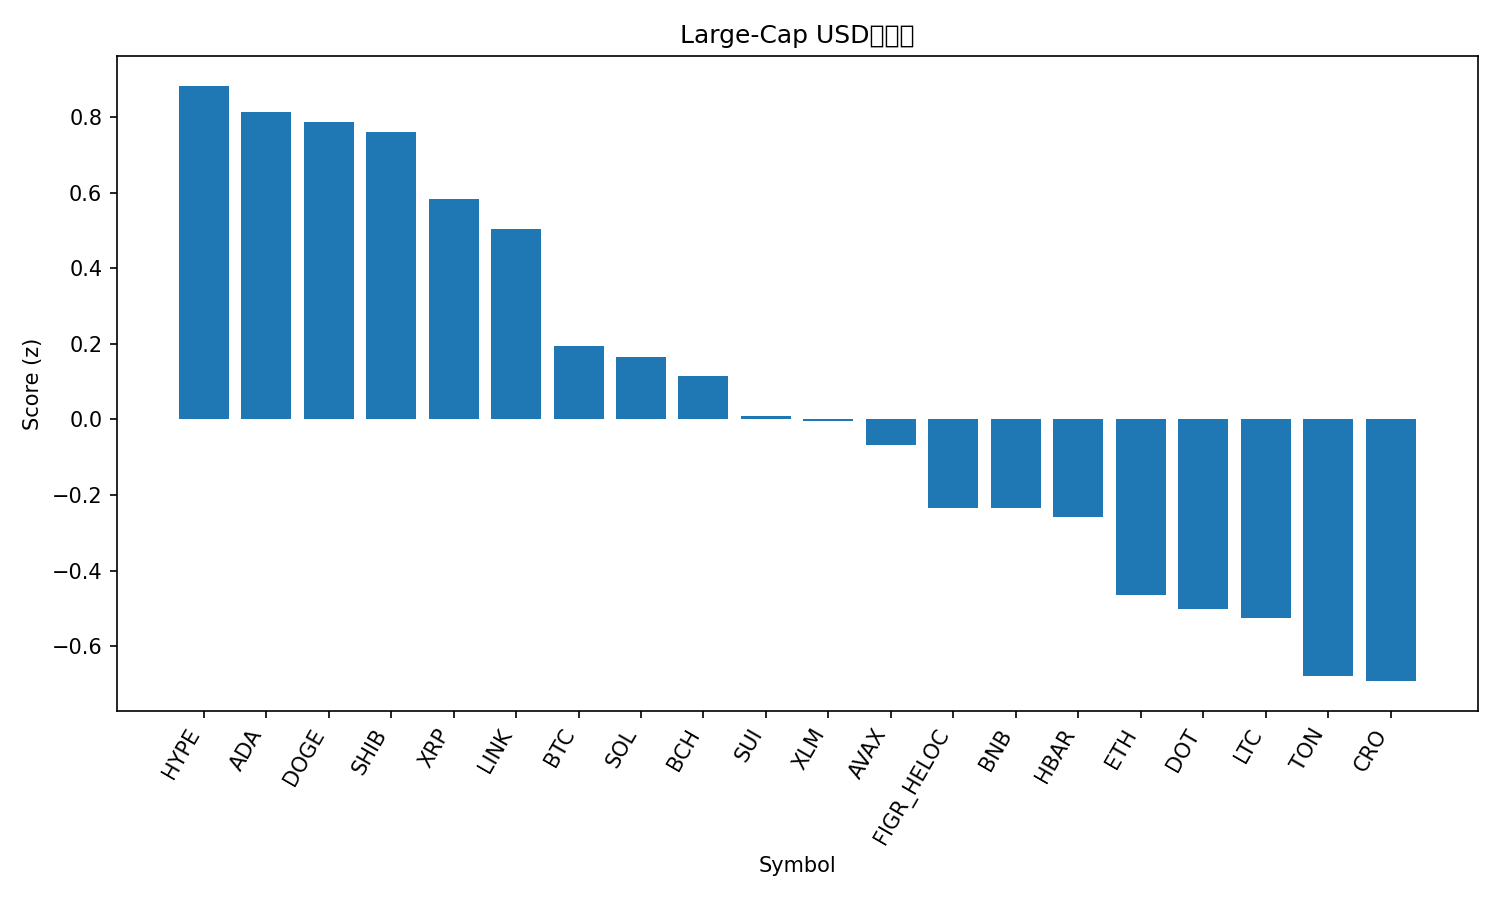 Large-Cap USD
Score (z)
0.8
0.6
0.4
0.2
0.0
−0.2
−0.4
−0.6
HYPE
ADA
DOGE
SHIB
XRP
LINK
BTC
SOL
BCH
SUI
XLM
AVAX
FIGR_HELOC
BNB
HBAR
ETH
DOT
LTC
TON
CRO
Symbol